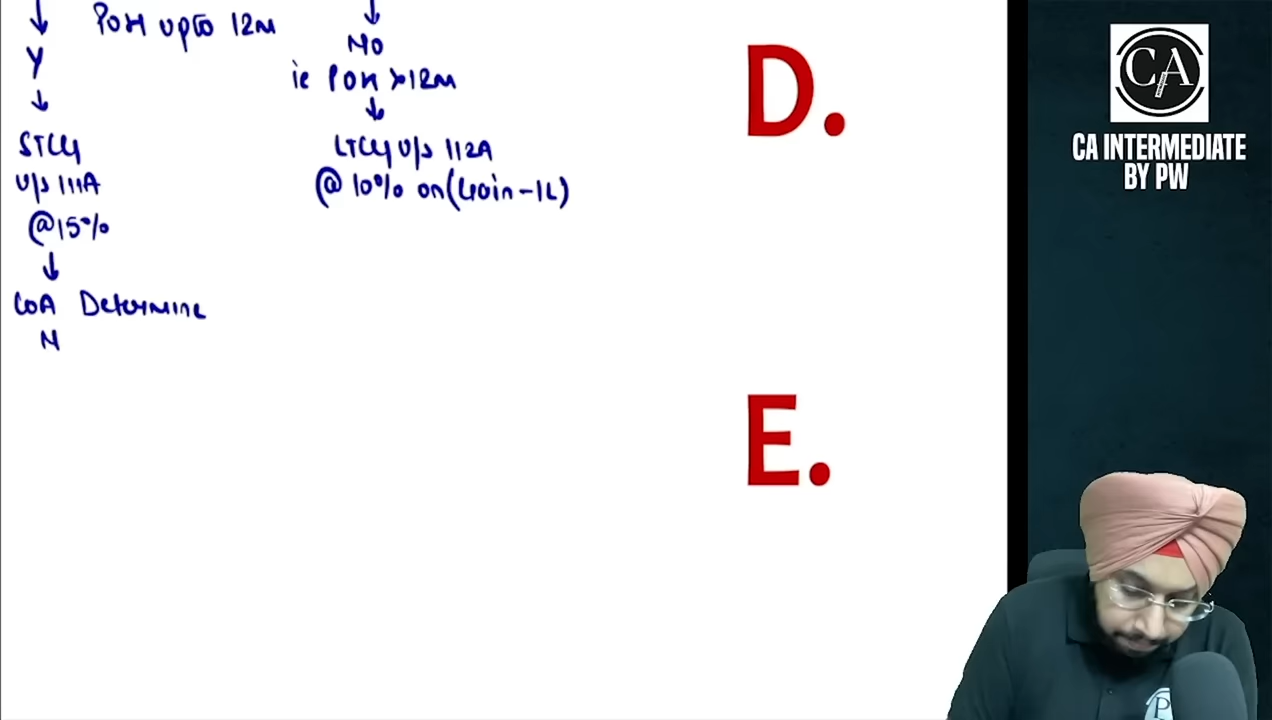 ↓ POH upto 12m
Y
↓
STCG
U/s 111A
@15%
↓
COA Determine
N
↓
NO
ie POH >12m
↓
LTCG U/s 112A
@ 10% on (Gain-1L)
D.
E.
CA
CA INTERMEDIATE
BY PW
P